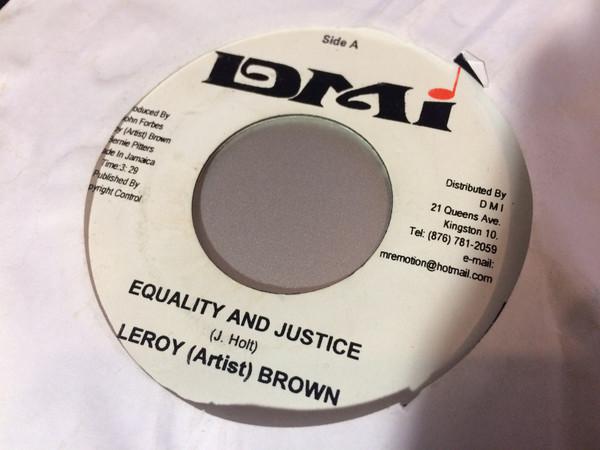 Side A
DMI
oduced By
ohn Forbes
oy (Artist) Brown
ernie Pitters
ade In Jamaica
Time:3: 29
Published By
pyright Control
Distributed By
D M I
21 Queens Ave.
Kingston 10.
Tel: (876) 781-2059
e-mail:
mremotion@hotmail.com
EQUALITY AND JUSTICE
(J. Holt)
LEROY (Artist) BROWN